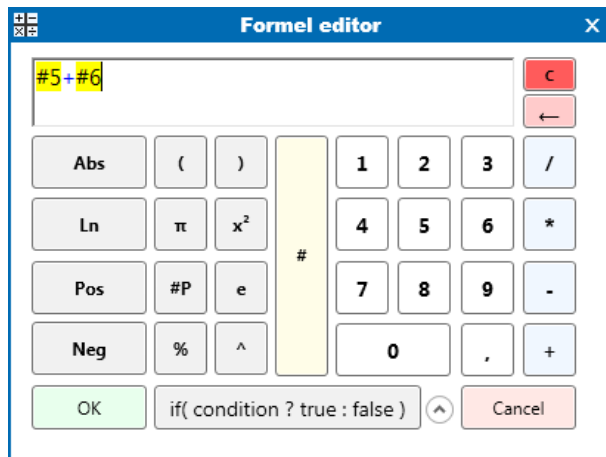 Formel editor X
#5+#6
C
←
Abs ( ) 1 2 3 /
Ln π x² # 4 5 6 *
Pos #P e 7 8 9 -
Neg % ^ 0 , +
OK if( condition ? true : false ) Cancel